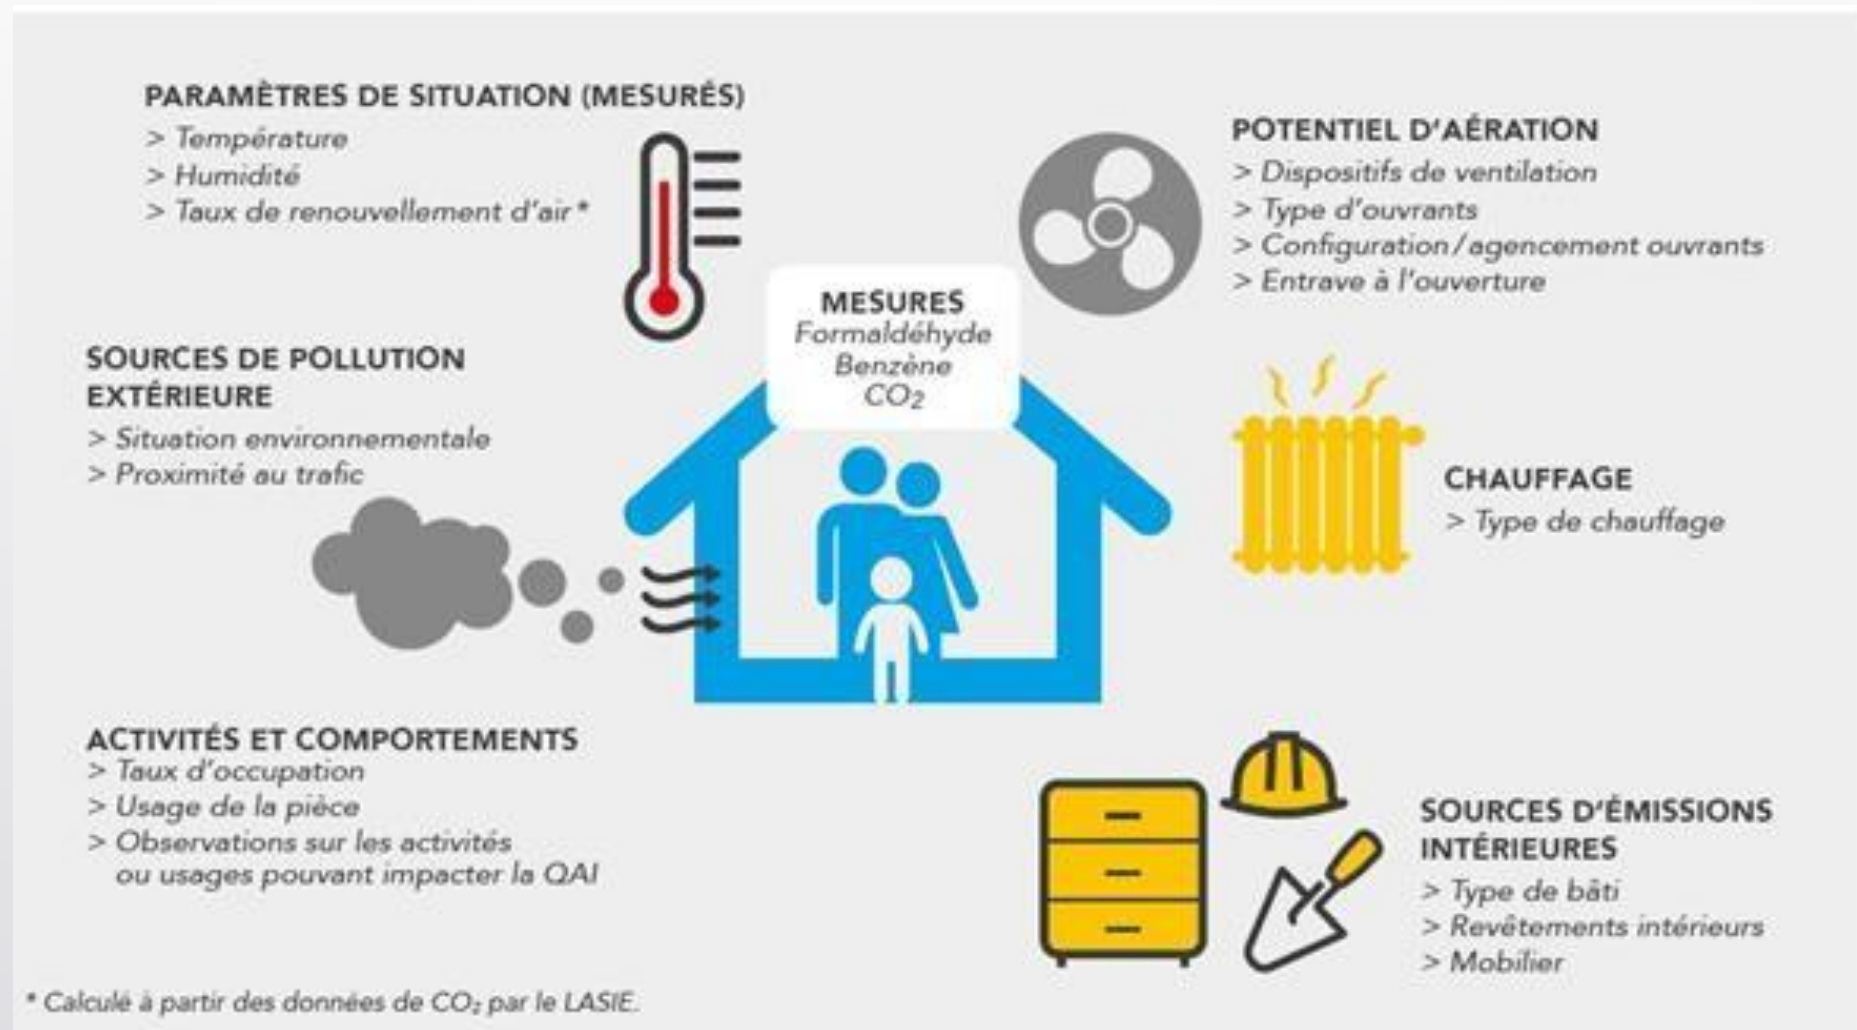 PARAMÈTRES DE SITUATION (MESURÉS)
> Température
> Humidité
> Taux de renouvellement d'air*
POTENTIEL D'AÉRATION
> Dispositifs de ventilation
> Type d'ouvrants
> Configuration/agencement ouvrants
> Entrave à l'ouverture
MESURES
Formaldéhyde
Benzène
CO₂
SOURCES DE POLLUTION
EXTÉRIEURE
> Situation environnementale
> Proximité au trafic
CHAUFFAGE
> Type de chauffage
ACTIVITÉS ET COMPORTEMENTS
> Taux d'occupation
> Usage de la pièce
> Observations sur les activités
ou usages pouvant impacter la QAI
SOURCES D'ÉMISSIONS
INTÉRIEURES
> Type de bâti
> Revêtements intérieurs
> Mobilier
* Calculé à partir des données de CO₂ par le LASIE.